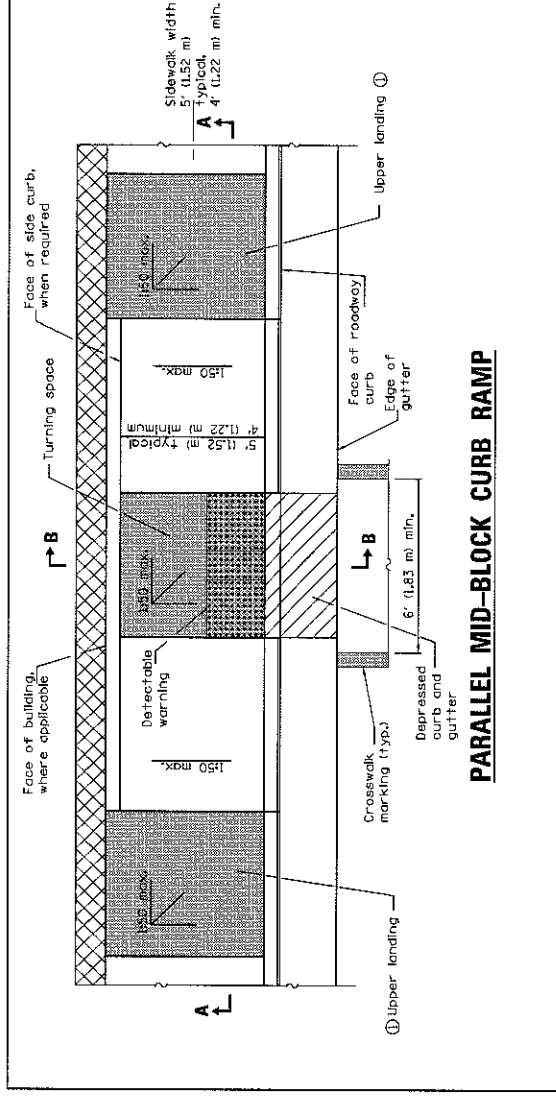 Face of building,
where applicable
B
Turning space
Face of side curb,
when required
Sidewalk width
5' (1.52 m)
typical,
4' (1.22 m) min.
A
A
1:50 max.
1:50 max.
1:50 max.
1:50 max.
1:50 max.
5' (1.52 m) typical
4' (1.22 m) minimum
Detectable
warning
① Upper landing
Upper landing ①
Face of roadway
curb
Edge of
gutter
B
6' (1.83 m) min.
Crosswalk
marking (typ.)
Depressed
curb and
gutter
PARALLEL MID-BLOCK CURB RAMP